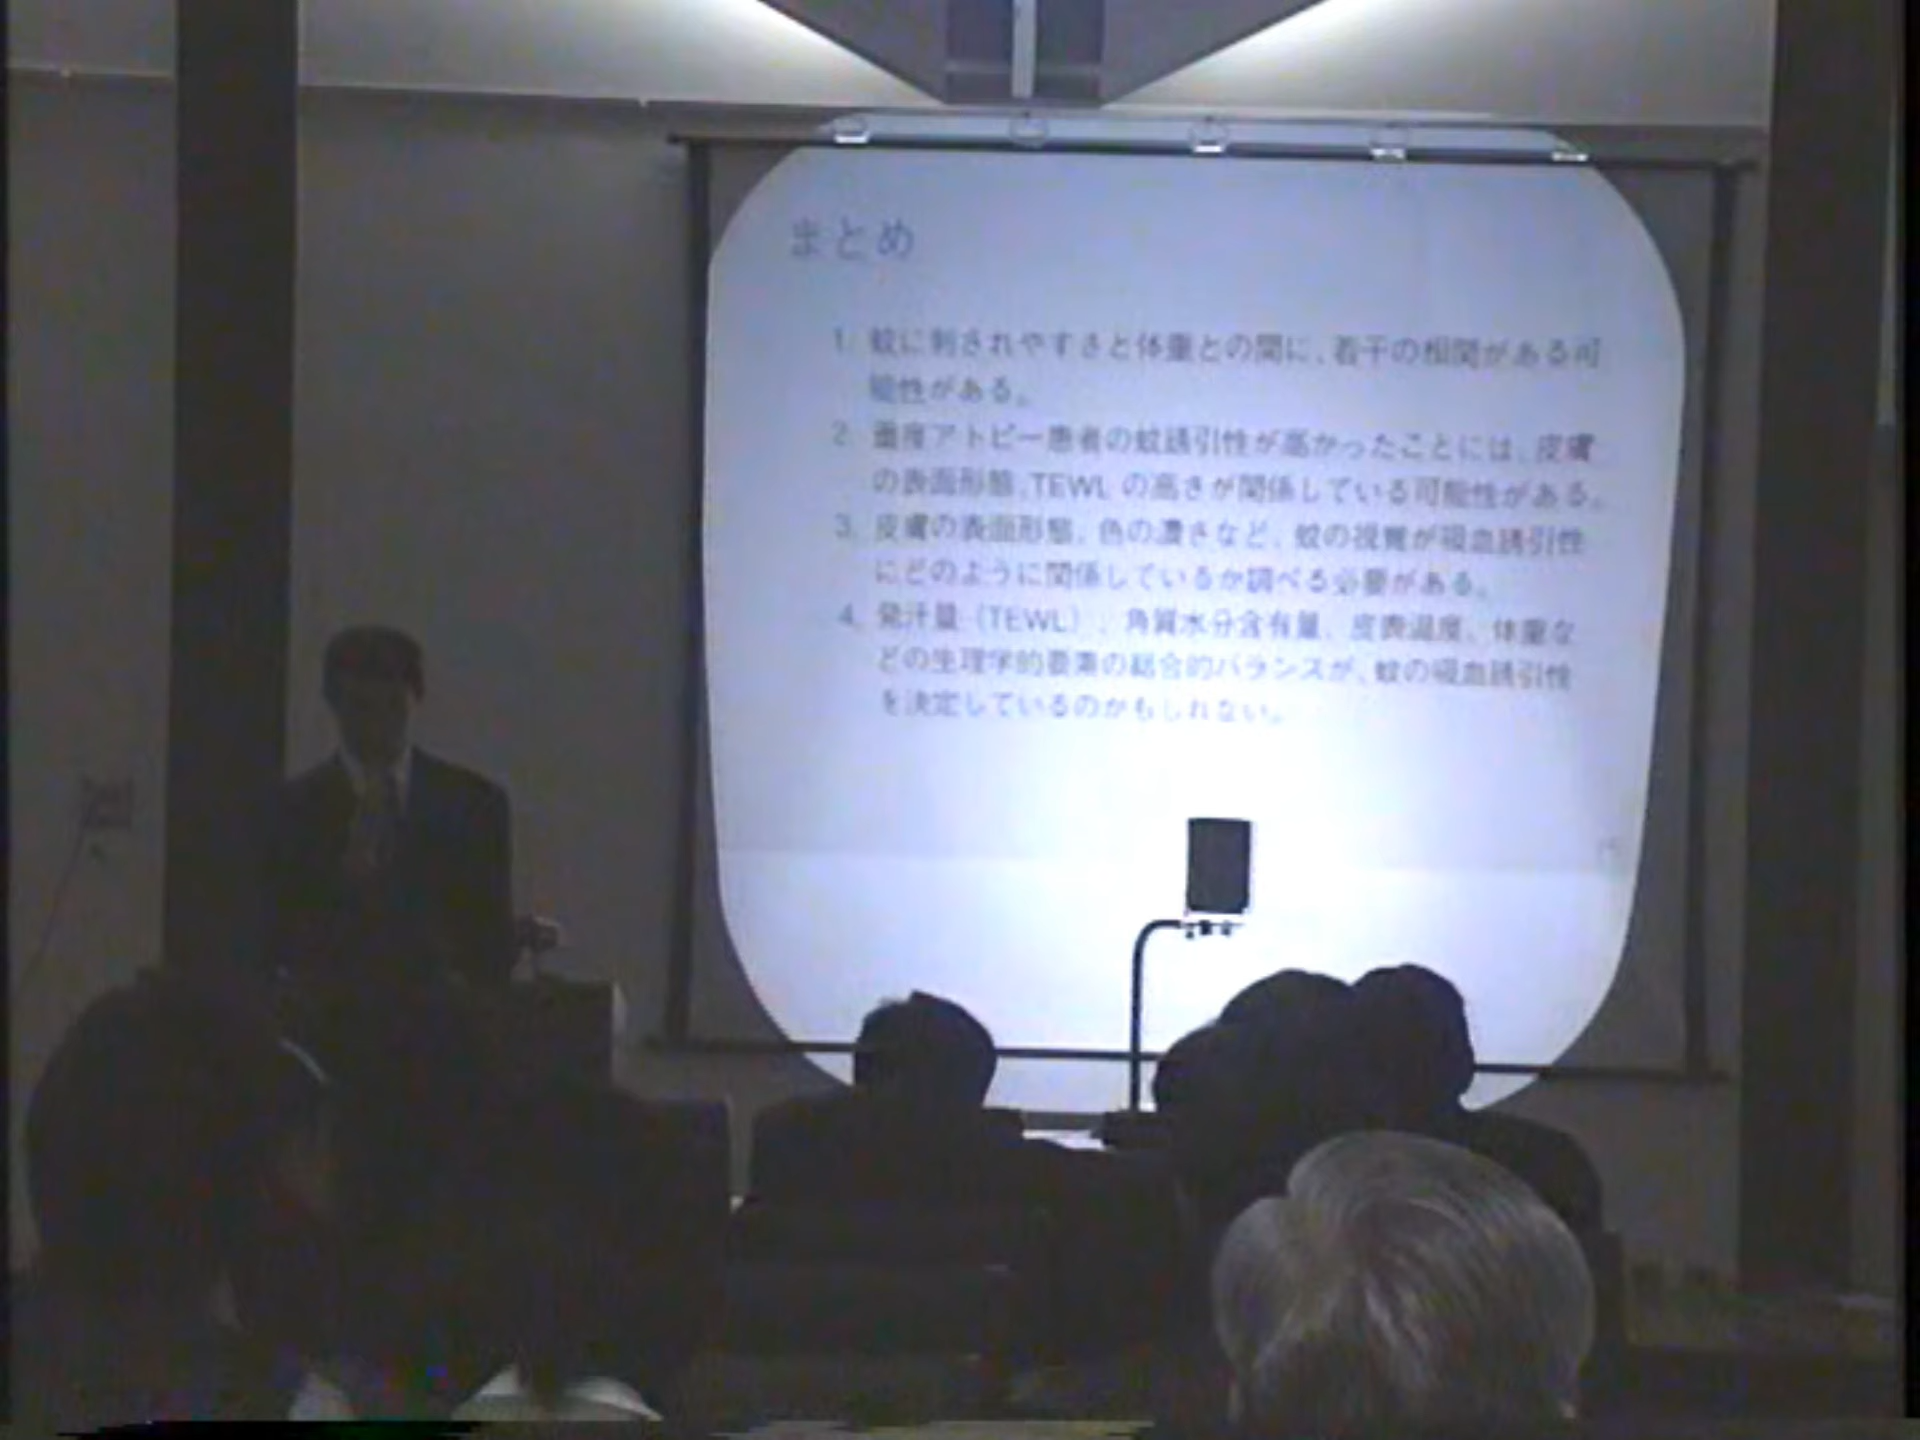 まとめ
1. 蚊に刺されやすさと体重との間に、若干の相関がある可
能性がある。
2. 重度アトピー患者の蚊誘引性が高かったことには、皮膚
の表面形態、TEWL の高さが関係している可能性がある。
3. 皮膚の表面形態、色の濃さなど、蚊の視覚が吸血誘引性
にどのように関係しているか調べる必要がある。
4. 発汗量（TEWL）、角質水分含有量、皮表温度、体重な
どの生理学的要素の総合的バランスが、蚊の吸血誘引性
を決定しているのかもしれない。